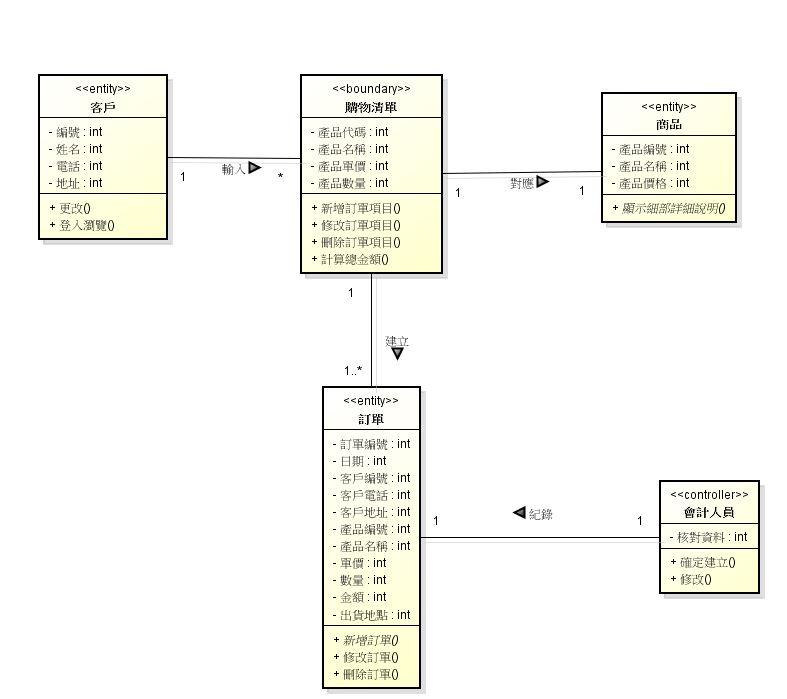 <<entity>>
客戶
- 編號 : int
- 姓名 : int
- 電話 : int
- 地址 : int
+ 更改()
+ 登入瀏覽()
1
輸入
*
<<boundary>>
購物清單
- 產品代碼 : int
- 產品名稱 : int
- 產品單價 : int
- 產品數量 : int
+ 新增訂單項目()
+ 修改訂單項目()
+ 刪除訂單項目()
+ 計算總金額()
1
對應
1
<<entity>>
商品
- 產品編號 : int
- 產品名稱 : int
- 產品價格 : int
+ 顯示細部詳細說明()
1
建立
1..*
<<entity>>
訂單
- 訂單編號 : int
- 日期 : int
- 客戶編號 : int
- 客戶電話 : int
- 客戶地址 : int
- 產品編號 : int
- 產品名稱 : int
- 單價 : int
- 數量 : int
- 金額 : int
- 出貨地點 : int
+ 新增訂單()
+ 修改訂單()
+ 刪除訂單()
1
紀錄
1
<<controller>>
會計人員
- 核對資料 : int
+ 確定建立()
+ 修改()